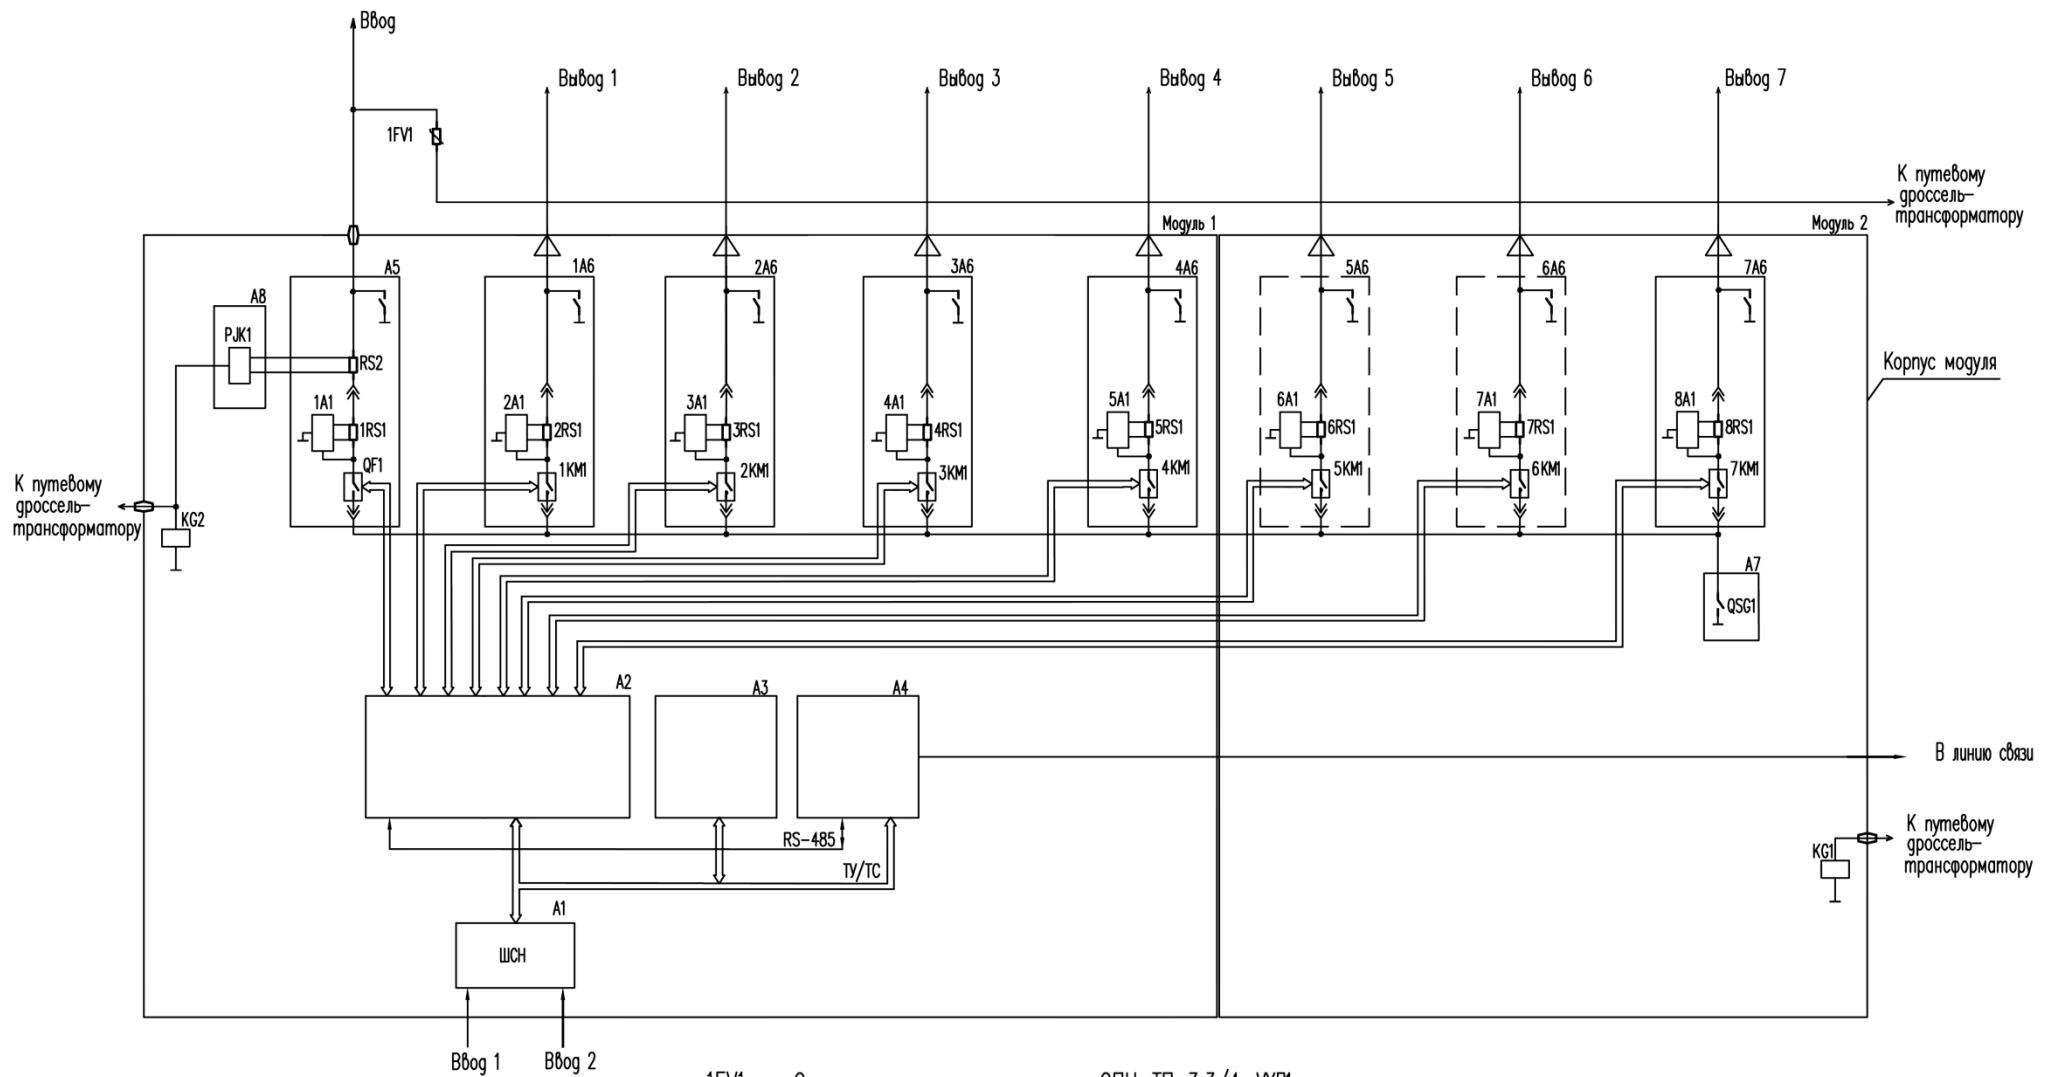 Ввод
Вывод 1
Вывод 2
Вывод 3
Вывод 4
Вывод 5
Вывод 6
Вывод 7
1FV1
К путевому
дроссель–
трансформатору
Модуль 1
Модуль 2
A5
1A6
2A6
3A6
4A6
5A6
6A6
7A6
A8
PJK1
RS2
Корпус модуля
1A1
2A1
3A1
4A1
5A1
6A1
7A1
8A1
1RS1
2RS1
3RS1
4RS1
5RS1
6RS1
7RS1
8RS1
QF1
1KM1
2KM1
3KM1
4KM1
5KM1
6KM1
7KM1
К путевому
дроссель–
трансформатору
KG2
A7
QSG1
A2
A3
A4
В линию связи
RS–485
ТУ/ТС
К путевому
дроссель–
трансформатору
KG1
A1
ШСН
Ввод 1
Ввод 2